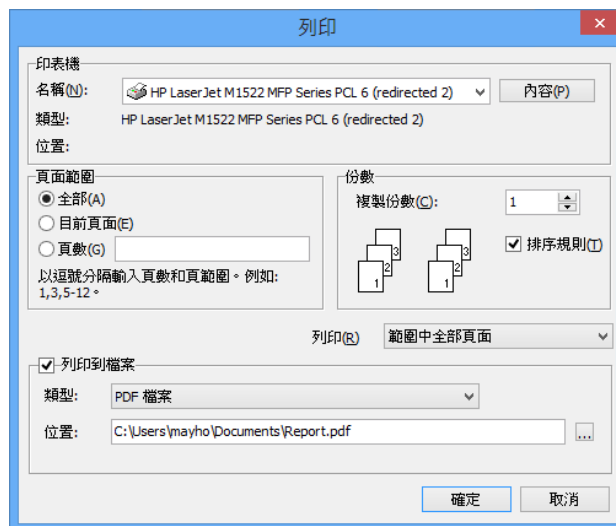 列印
印表機
名稱(N): HP LaserJet M1522 MFP Series PCL 6 (redirected 2) 內容(P)
類型: HP LaserJet M1522 MFP Series PCL 6 (redirected 2)
位置:
頁面範圍
全部(A)
目前頁面(E)
頁數(G)
以逗號分隔輸入頁數和頁範圍。例如:
1,3,5-12。
份數
複製份數(C): 1
1 2 3 1 2 3
排序規則(T)
列印(R) 範圍中全部頁面
列印到檔案
類型: PDF 檔案
位置: C:\Users\mayho\Documents\Report.pdf ...
確定 取消